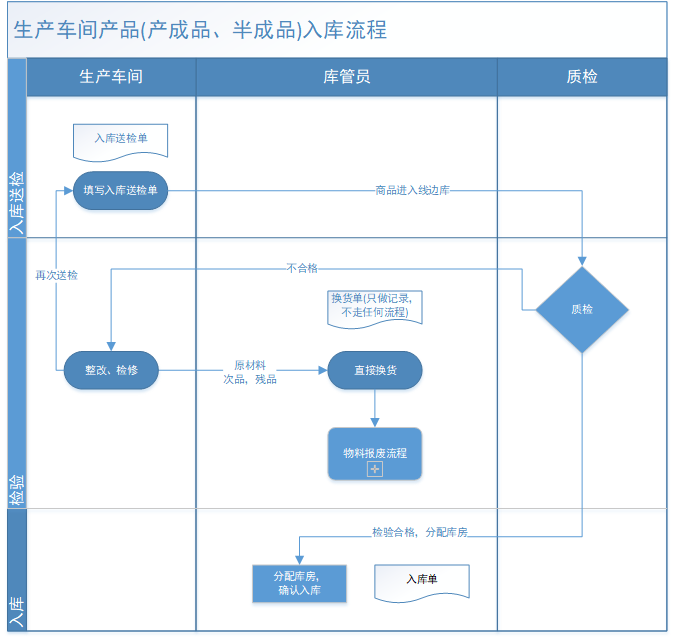 生产车间产品(产成品、半成品)入库流程
生产车间
库管员
质检
入库送检
入库送检单
填写入库送检单
商品进入线边库
再次送检
不合格
换货单(只做记录,
不走任何流程)
质检
整改、检修
原材料
次品，残品
直接换货
物料报废流程
检验
检验合格，分配库房
分配库房，
确认入库
入库单
入库